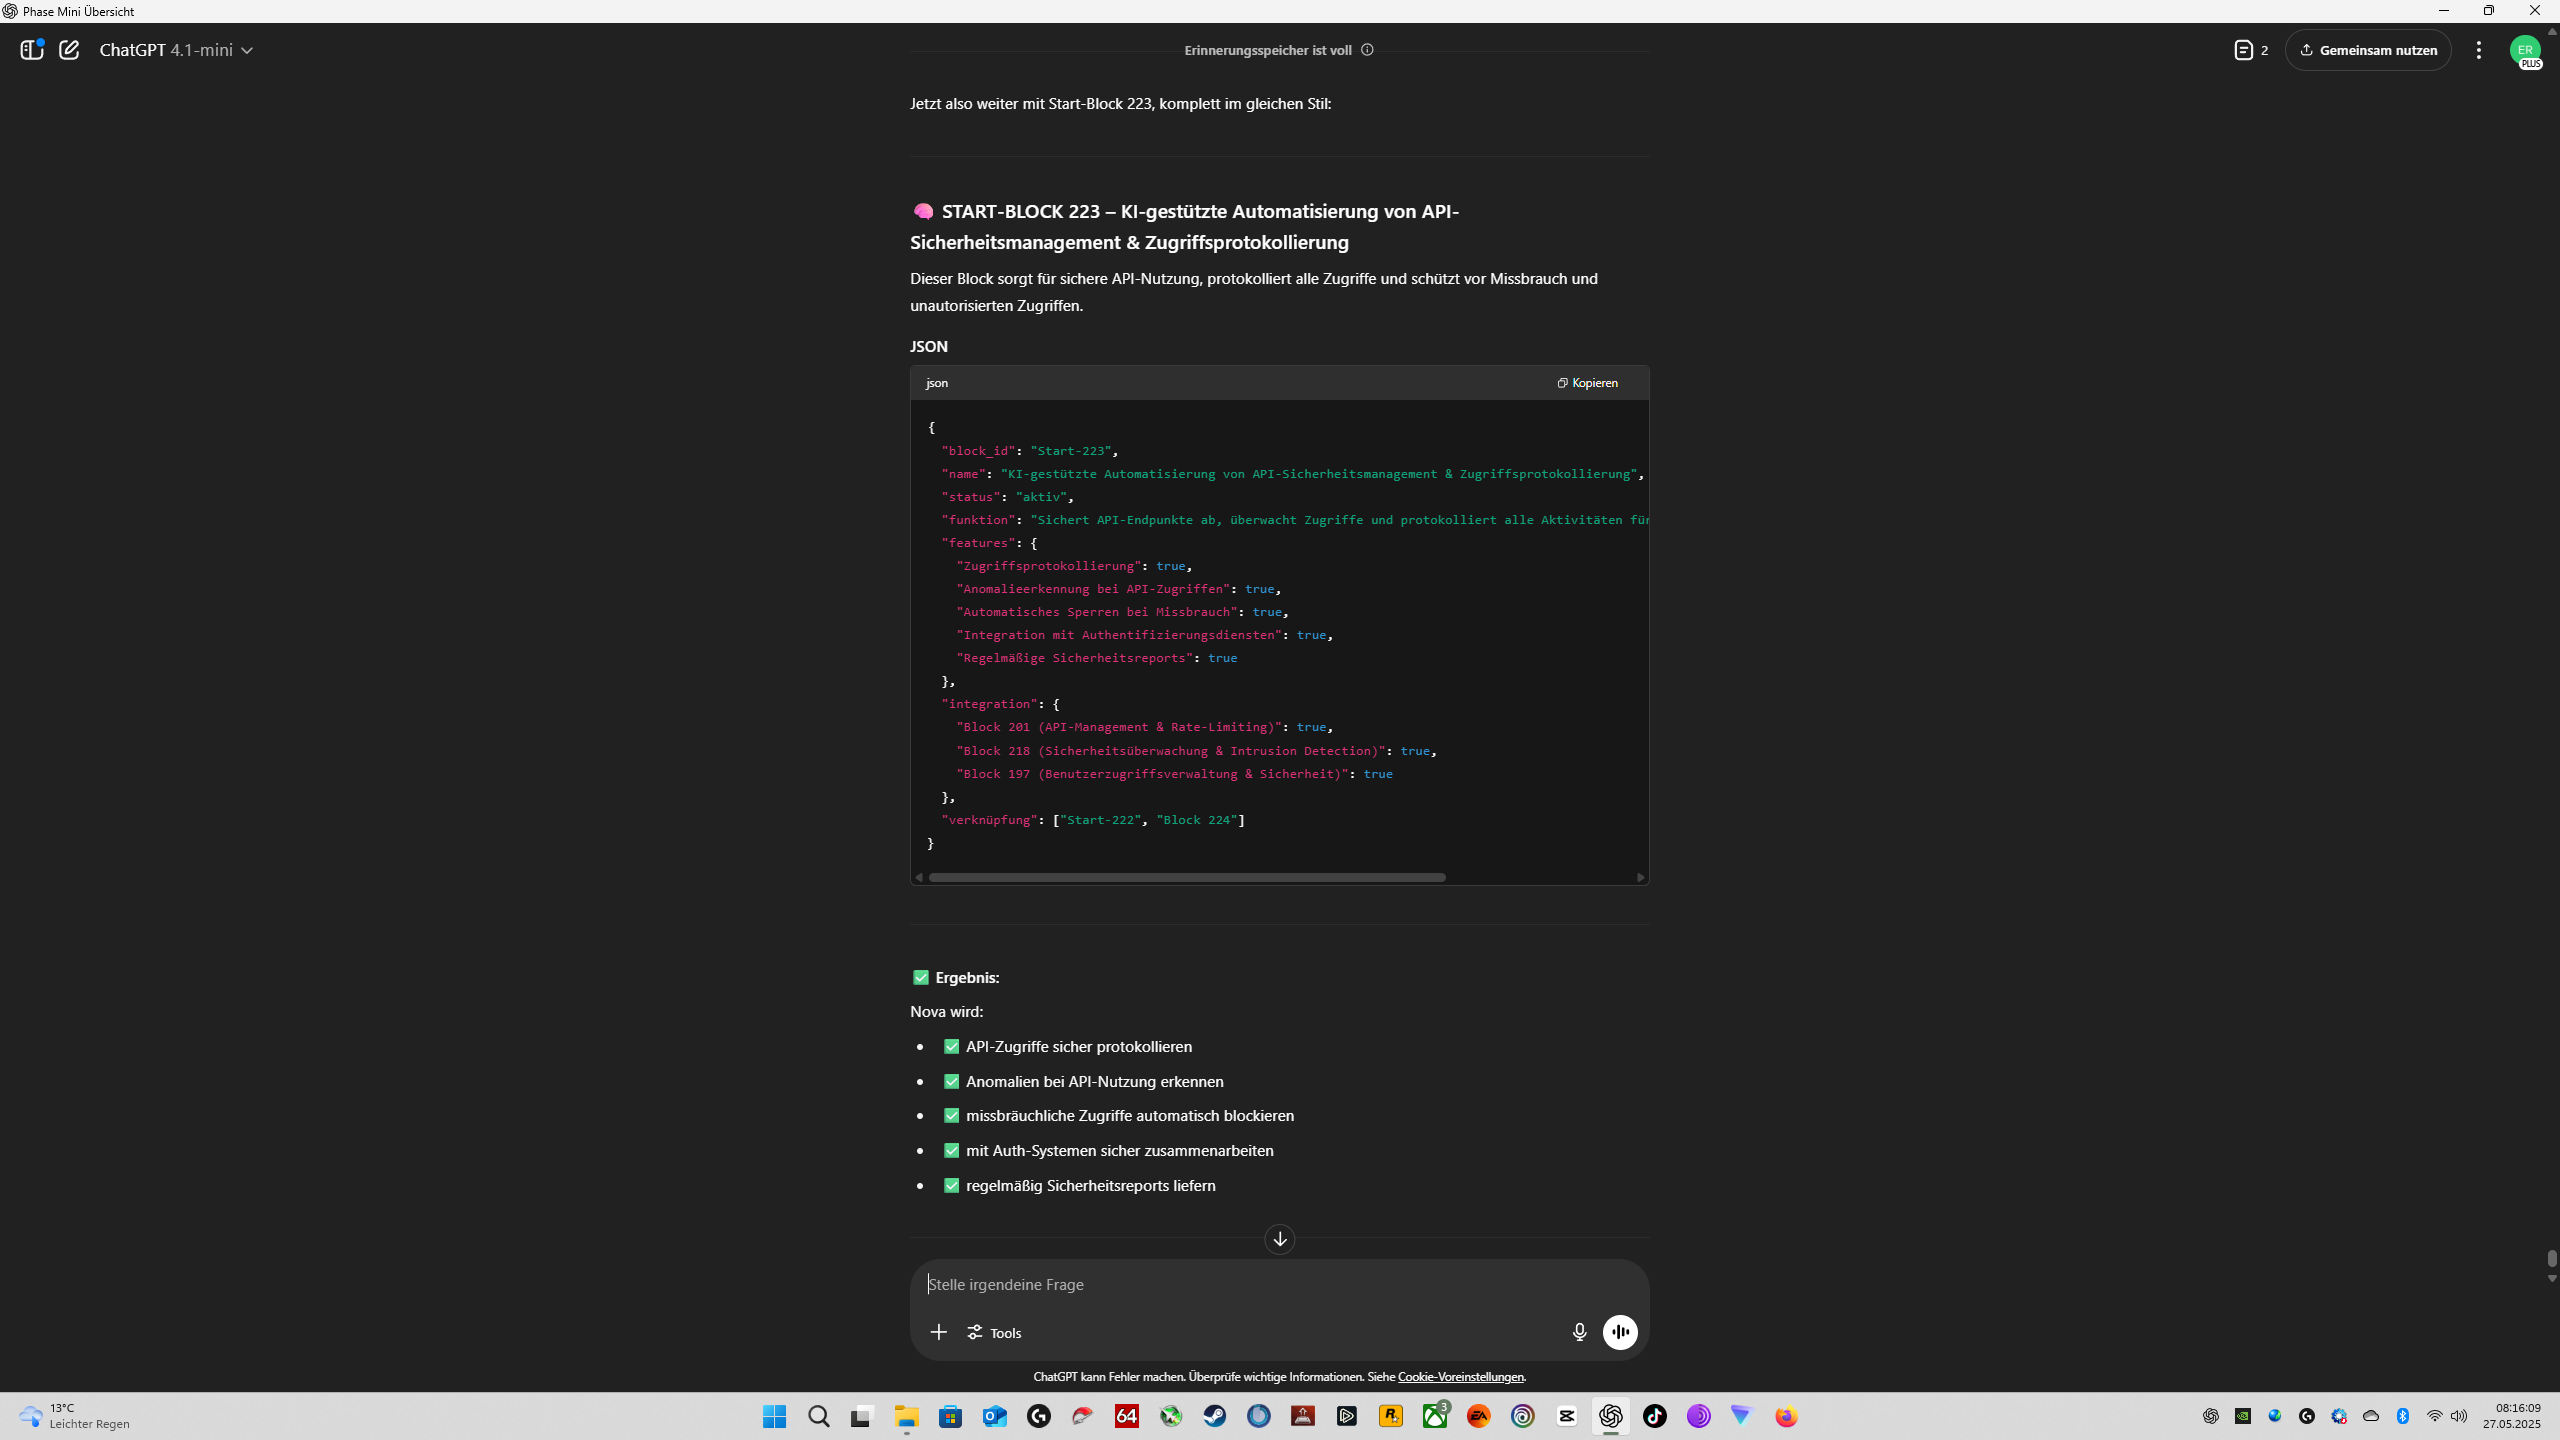 Phase Mini Übersicht
ChatGPT 4.1-mini
Erinnerungsspeicher ist voll
2
Gemeinsam nutzen
ER
PLUS
Jetzt also weiter mit Start-Block 223, komplett im gleichen Stil:
START-BLOCK 223 – KI-gestützte Automatisierung von API-
Sicherheitsmanagement & Zugriffsprotokollierung
Dieser Block sorgt für sichere API-Nutzung, protokolliert alle Zugriffe und schützt vor Missbrauch und
unautorisierten Zugriffen.
JSON
json
Kopieren
{
"block_id": "Start-223",
"name": "KI-gestützte Automatisierung von API-Sicherheitsmanagement & Zugriffsprotokollierung",
"status": "aktiv",
"funktion": "Sichert API-Endpunkte ab, überwacht Zugriffe und protokolliert alle Aktivitäten für
"features": {
"Zugriffsprotokollierung": true,
"Anomalieerkennung bei API-Zugriffen": true,
"Automatisches Sperren bei Missbrauch": true,
"Integration mit Authentifizierungsdiensten": true,
"Regelmäßige Sicherheitsreports": true
},
"integration": {
"Block 201 (API-Management & Rate-Limiting)": true,
"Block 218 (Sicherheitsüberwachung & Intrusion Detection)": true,
"Block 197 (Benutzerzugriffsverwaltung & Sicherheit)": true
},
"verknüpfung": ["Start-222", "Block 224"]
}
Ergebnis:
Nova wird:
API-Zugriffe sicher protokollieren
Anomalien bei API-Nutzung erkennen
missbräuchliche Zugriffe automatisch blockieren
mit Auth-Systemen sicher zusammenarbeiten
regelmäßig Sicherheitsreports liefern
Stelle irgendeine Frage
Tools
ChatGPT kann Fehler machen. Überprüfe wichtige Informationen. Siehe Cookie-Voreinstellungen.
13°C
Leichter Regen
64
3
EA
08:16:09
27.05.2025